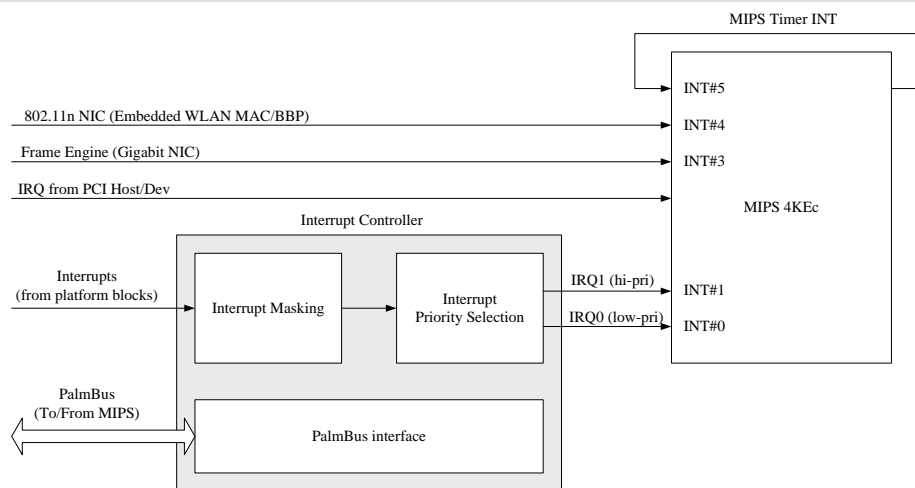 MIPS Timer INT
INT#5
802.11n NIC (Embedded WLAN MAC/BBP)
INT#4
Frame Engine (Gigabit NIC)
INT#3
IRQ from PCI Host/Dev
MIPS 4KEc
Interrupt Controller
Interrupts
(from platform blocks)
Interrupt Masking
Interrupt
Priority Selection
IRQ1 (hi-pri)
INT#1
IRQ0 (low-pri)
INT#0
PalmBus
(To/From MIPS)
PalmBus interface